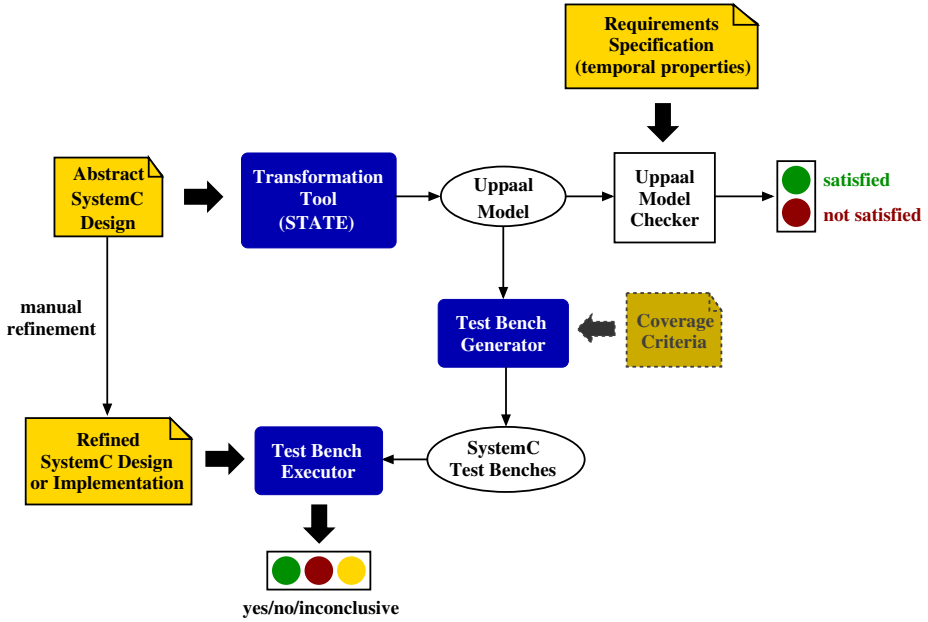 Requirements
Specification
(temporal properties)
Abstract
SystemC
Design
Transformation
Tool
(STATE)
Uppaal
Model
Uppaal
Model
Checker
satisfied
not satisfied
manual
refinement
Test Bench
Generator
Coverage
Criteria
Refined
SystemC Design
or Implementation
Test Bench
Executor
SystemC
Test Benches
yes/no/inconclusive